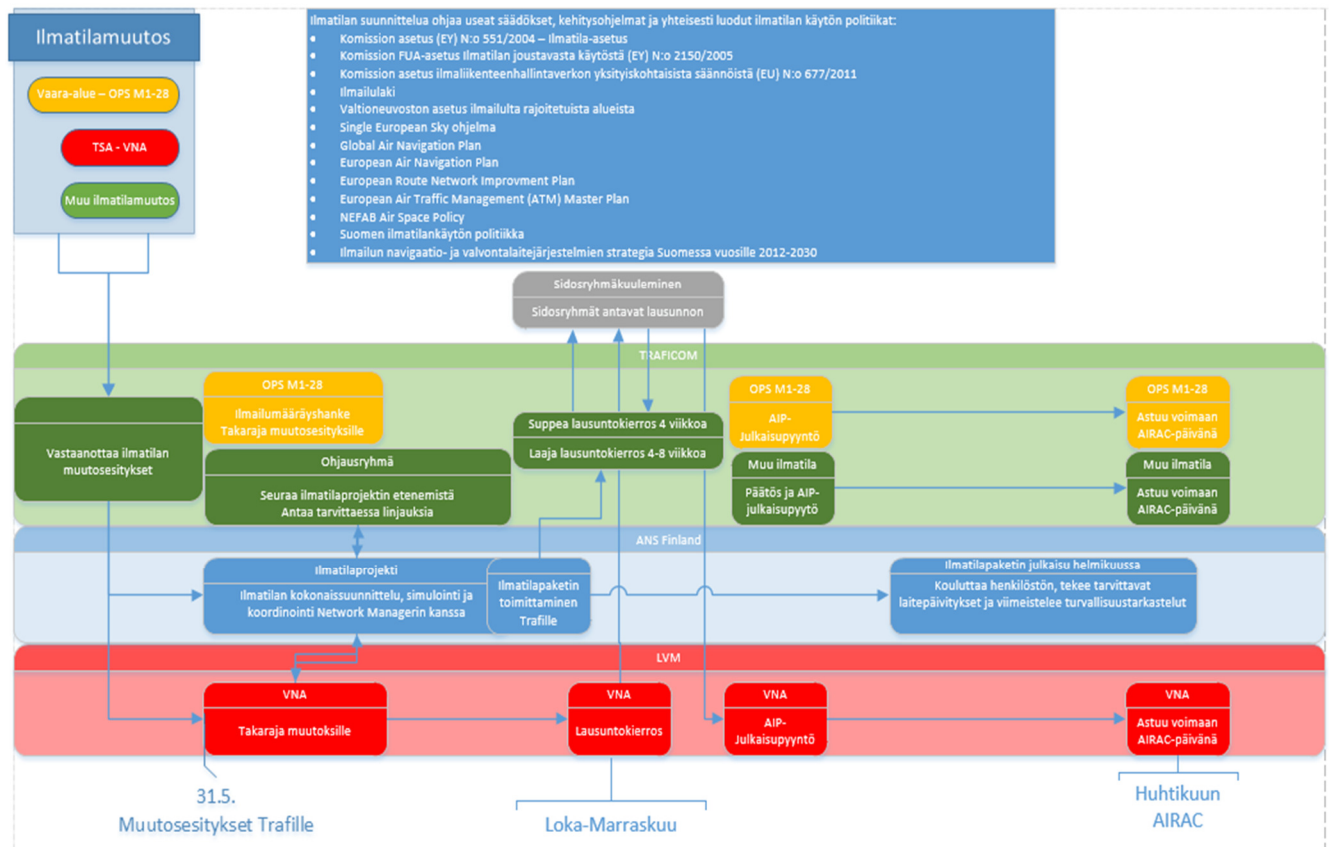 Ilmatilamuutos
Vaara-alue – OPS M1-28
TSA - VNA
Muu ilmatilamuutos
Ilmatilan suunnittelua ohjaa useat säädökset, kehitysohjelmat ja yhteisesti luodut ilmatilan käytön politiikat:
• Komission asetus (EY) N:o 551/2004 – Ilmatila-asetus
• Komission FUA-asetus Ilmatilan joustavasta käytöstä (EY) N:o 2150/2005
• Komission asetus ilmaliikenteenhallintaverkon yksityiskohtaisista säännöistä (EU) N:o 677/2011
• Ilmailulaki
• Valtioneuvoston asetus ilmailulta rajoitetuista alueista
• Single European Sky ohjelma
• Global Air Navigation Plan
• European Air Navigation Plan
• European Route Network Improvment Plan
• European Air Traffic Management (ATM) Master Plan
• NEFAB Air Space Policy
• Suomen ilmatilankäytön politiikka
• Ilmailun navigaatio- ja valvontalaitejärjestelmien strategia Suomessa vuosille 2012-2030
Sidosryhmäkuuleminen
Sidosryhmät antavat lausunnon
TRAFICOM
Vastaanottaa ilmatilan
muutosesitykset
OPS M1-28
Ilmailumääräyshanke
Takaraja muutosesityksille
Ohjausryhmä
Seuraa ilmatilaprojektin etenemistä
Antaa tarvittaessa linjauksia
Suppea lausuntokierros 4 viikkoa
Laaja lausuntokierros 4-8 viikkoa
OPS M1-28
AIP-
Julkaisupyyntö
Muu ilmatila
Päätös ja AIP-
julkaisupyytö
OPS M1-28
Astuu voimaan
AIRAC-päivänä
Muu ilmatila
Astuu voimaan
AIRAC-päivänä
ANS Finland
Ilmatilaprojekti
Ilmatilan kokonaissuunnittelu, simulointi ja
koordinointi Network Managerin kanssa
Ilmatilapaketin
toimittaminen
Trafille
Ilmatilapaketin julkaisu helmikuussa
Kouluttaa henkilöstön, tekee tarvittavat
laitepäivitykset ja viimeistelee turvallisuustarkastelut
LVM
VNA
Takaraja muutoksille
VNA
Lausuntokierros
VNA
AIP-
Julkaisupyyntö
VNA
Astuu voimaan
AIRAC-päivänä
31.5.
Muutosesitykset Trafille
Loka-Marraskuu
Huhtikuun
AIRAC